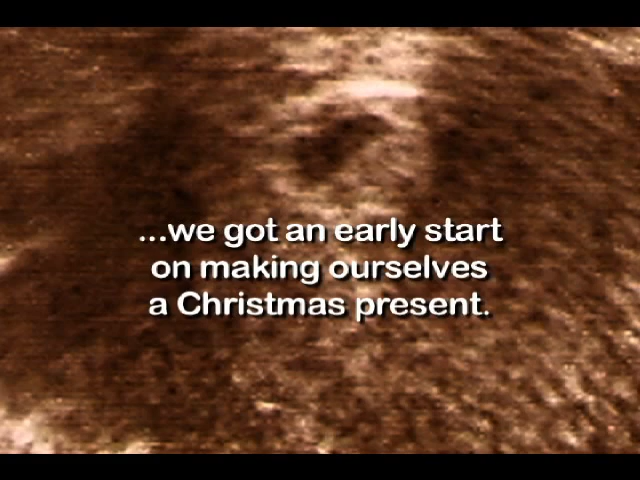 ...we got an early start
on making ourselves
a Christmas present.